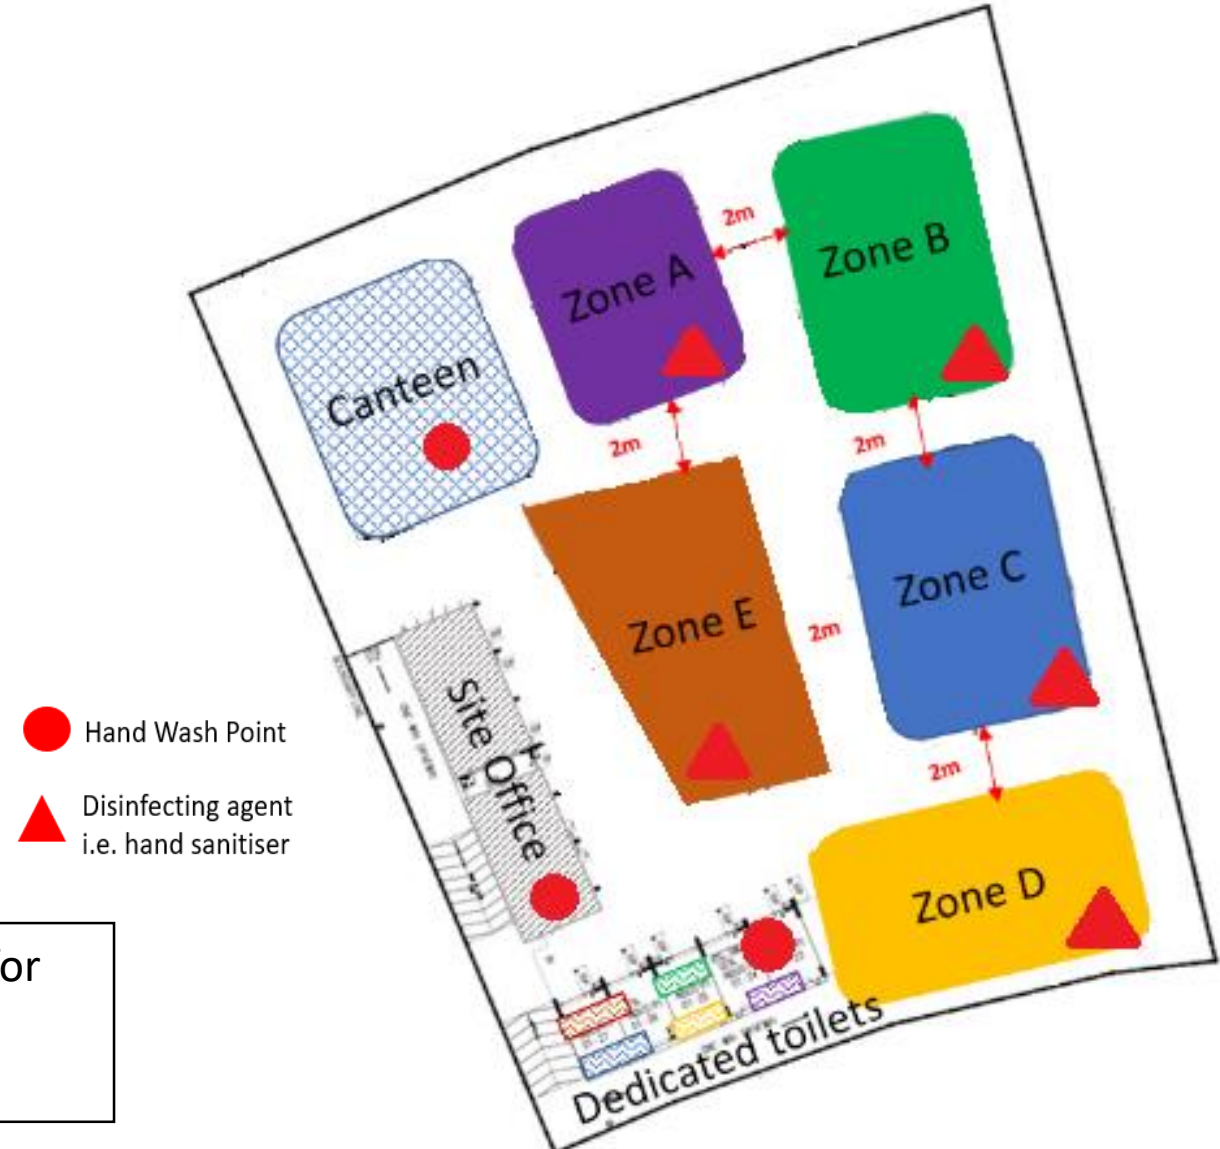 2m
Zone B
Zone A
Canteen
2m
2m
Zone C
Zone E
2m
Site Office
Hand Wash Point
2m
Disinfecting agent
i.e. hand sanitiser
Zone D
or
Dedicated toilets